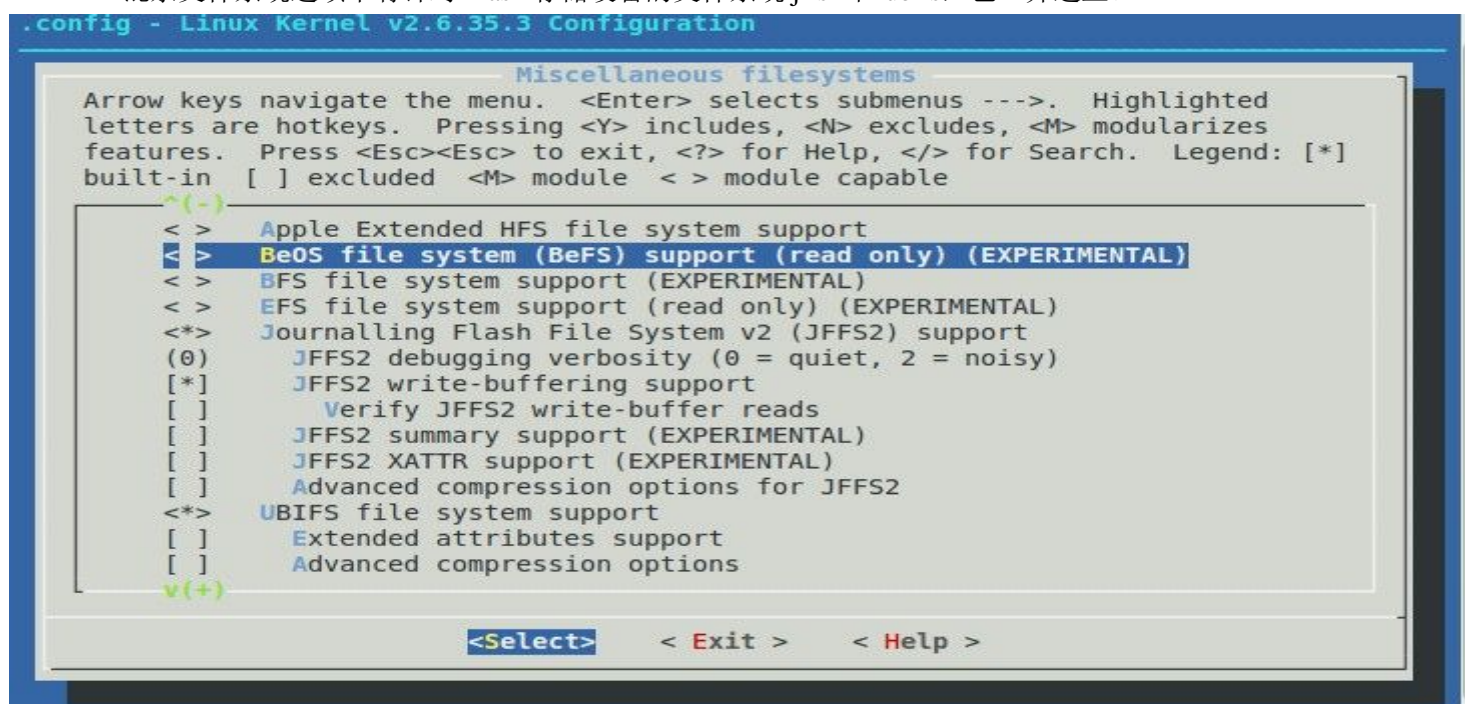 .config - Linux Kernel v2.6.35.3 Configuration
Miscellaneous filesystems
Arrow keys navigate the menu.  <Enter> selects submenus --->.  Highlighted
letters are hotkeys.  Pressing <Y> includes, <N> excludes, <M> modularizes
features.  Press <Esc><Esc> to exit, <?> for Help, </> for Search.  Legend: [*]
built-in  [ ] excluded  <M> module  < > module capable
^(-)
< >   Apple Extended HFS file system support
< >   BeOS file system (BeFS) support (read only) (EXPERIMENTAL)
< >   BFS file system support (EXPERIMENTAL)
< >   EFS file system support (read only) (EXPERIMENTAL)
<*>   Journalling Flash File System v2 (JFFS2) support
(0)     JFFS2 debugging verbosity (0 = quiet, 2 = noisy)
[*]     JFFS2 write-buffering support
[ ]       Verify JFFS2 write-buffer reads
[ ]     JFFS2 summary support (EXPERIMENTAL)
[ ]     JFFS2 XATTR support (EXPERIMENTAL)
[ ]     Advanced compression options for JFFS2
<*>   UBIFS file system support
[ ]     Extended attributes support
[ ]     Advanced compression options
v(+)
<Select>    < Exit >    < Help >